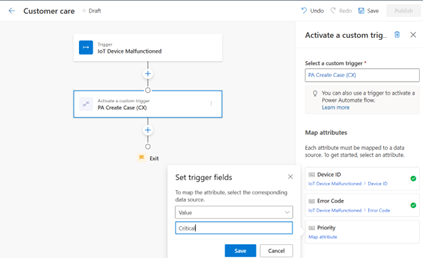 Customer care
Draft
Undo
Redo
Save
Publish
Trigger
IoT Device Malfunctioned
Activate a custom trigger
PA Create Case (CX)
Exit
Set trigger fields
To map the attribute, select the corresponding
data source.
Value
Critical
Save
Cancel
Activate a custom trig...
Select a custom trigger *
PA Create Case (CX)
You can also use a trigger to activate a
Power Automate flow.
Learn more
Map attributes
Each attribute must be mapped to a data
source. To get started, select an attribute.
Device ID
IoT Device Malfunctioned > Device ID
Error Code
IoT Device Malfunctioned > Error Code
Priority
Map attribute